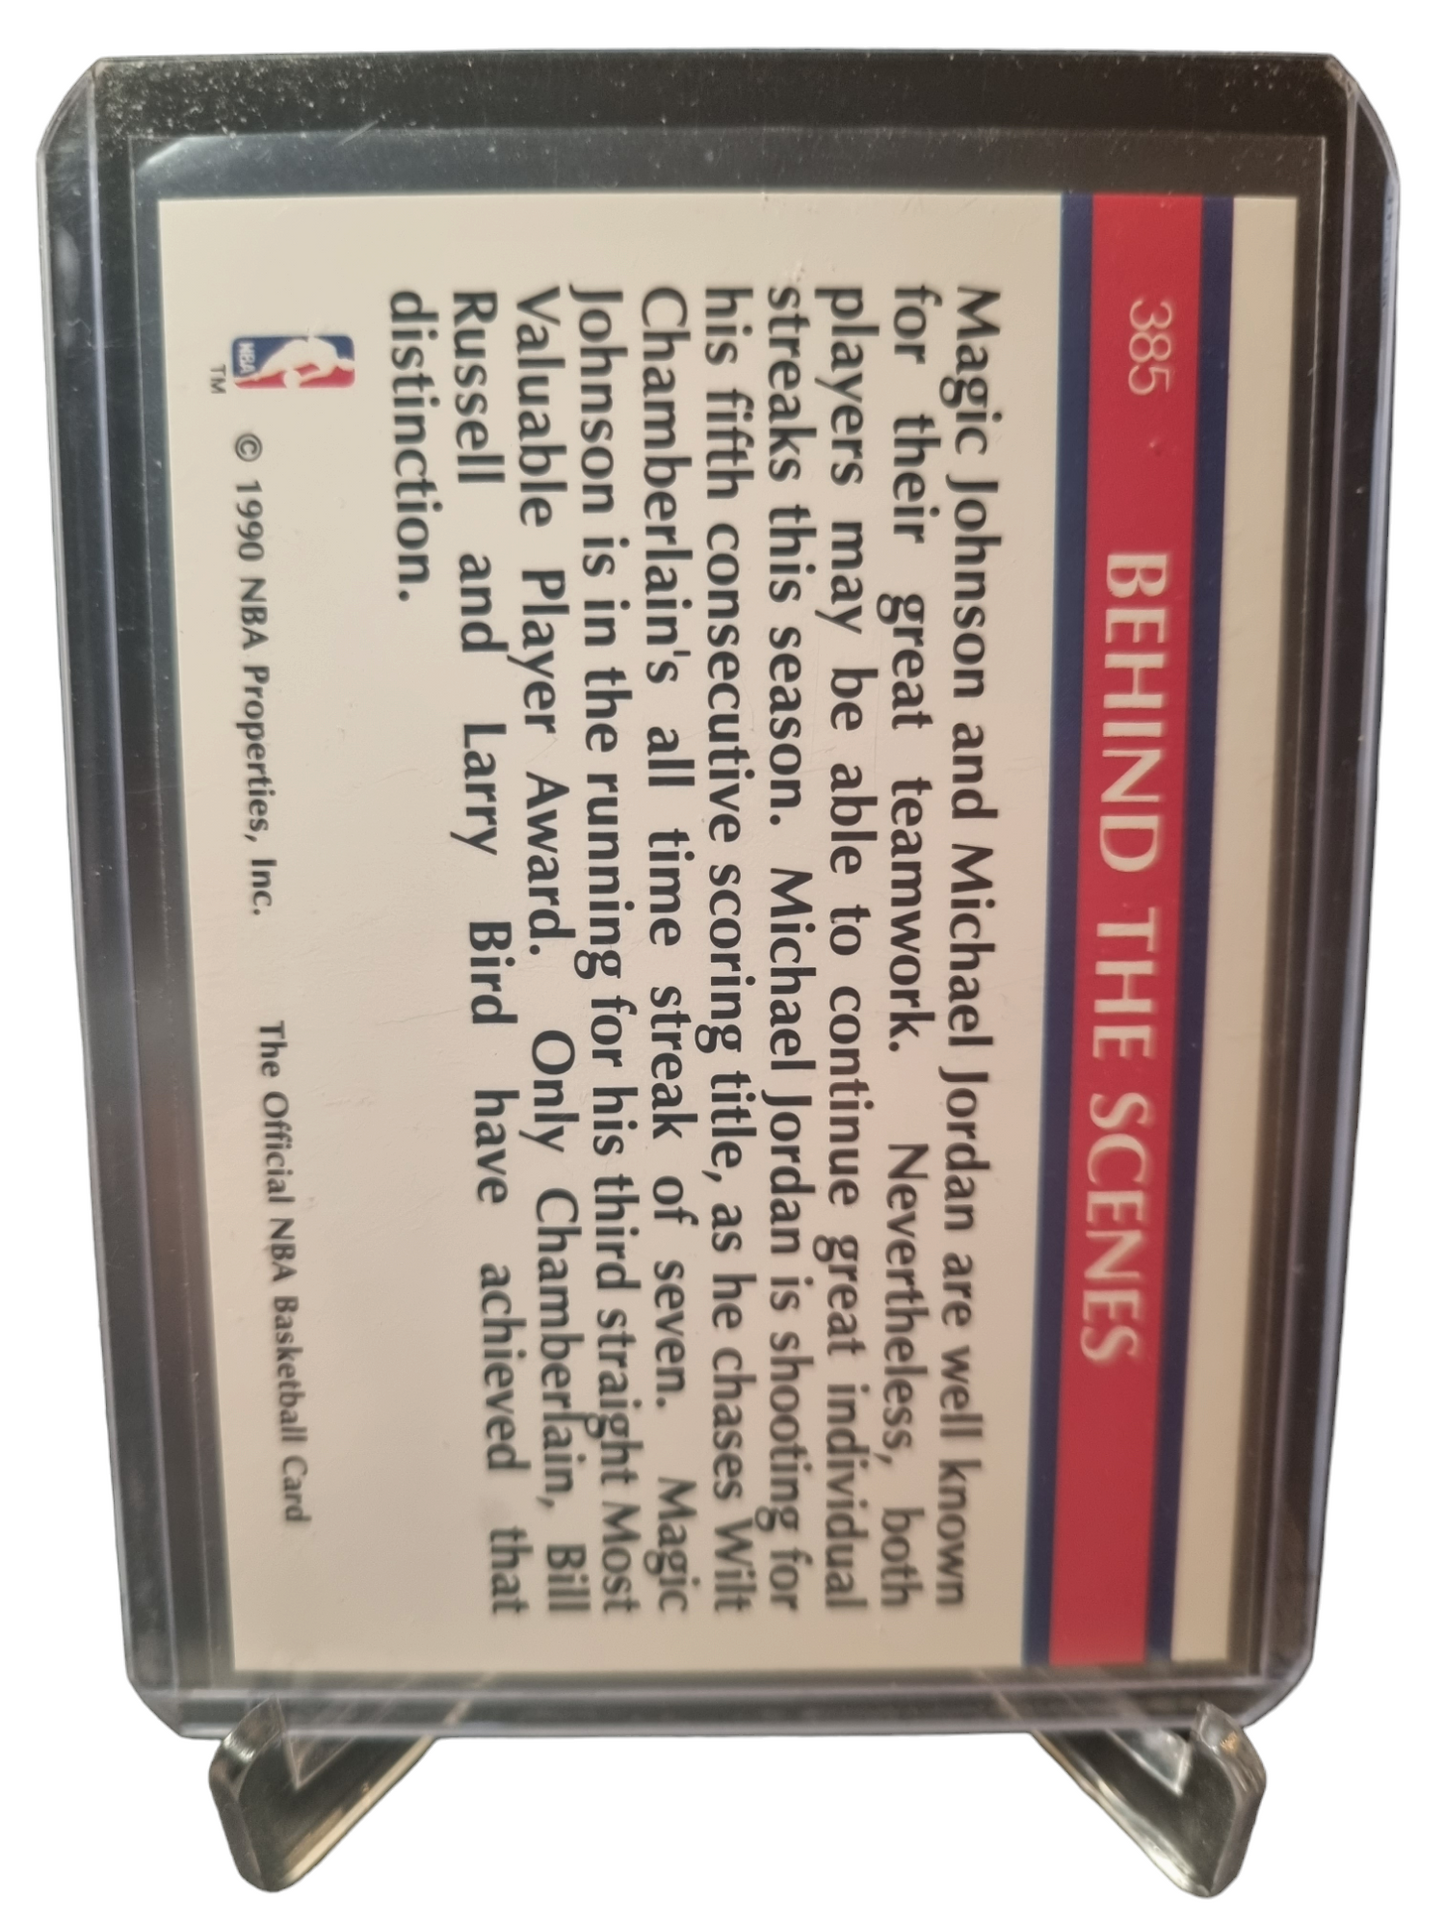 385 BEHIND THE SCENES
Magic Johnson and Michael Jordan are well known
for their great teamwork. Nevertheless, both
players may be able to continue great individual
streaks this season. Michael Jordan is shooting for
his fifth consecutive scoring title, as he chases Wilt
Chamberlain's all time streak of seven. Magic
Johnson is in the running for his third straight Most
Valuable Player Award. Only Chamberlain, Bill
Russell and Larry Bird have achieved that
distinction.
NBA TM © 1990 NBA Properties, Inc. The Official NBA Basketball Card